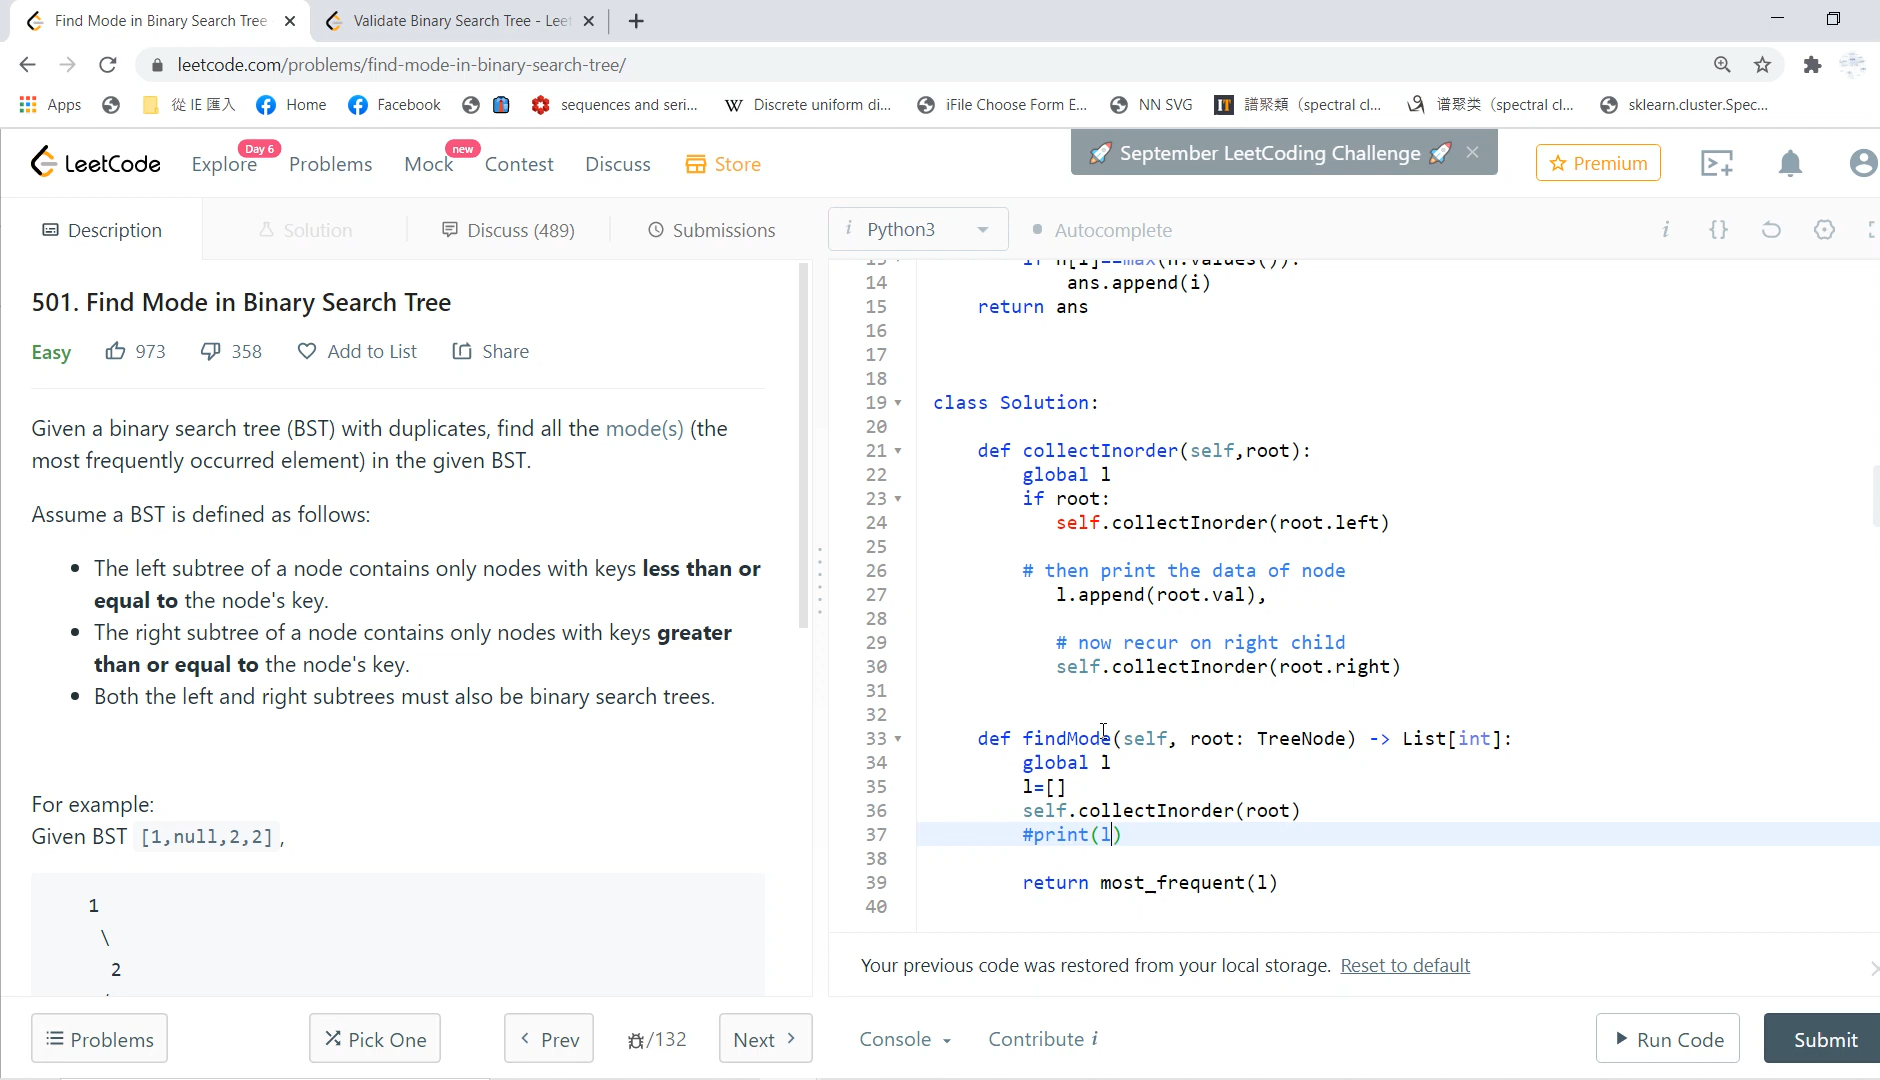 Find Mode in Binary Search Tree
Validate Binary Search Tree - Leet
leetcode.com/problems/find-mode-in-binary-search-tree/
Apps
從 IE 匯入
Home
Facebook
sequences and seri...
W Discrete uniform di...
iFile Choose Form E...
NN SVG
IT 譜聚類（spectral cl...
谱聚类（spectral cl...
sklearn.cluster.Spec...
LeetCode
Explore
Day 6
Problems
Mock
new
Contest
Discuss
Store
🚀 September LeetCoding Challenge 🚀
Premium
Description
Solution
Discuss (489)
Submissions
i Python3
Autocomplete
i {}
501. Find Mode in Binary Search Tree
Easy 973 358 Add to List Share
Given a binary search tree (BST) with duplicates, find all the mode(s) (the
most frequently occurred element) in the given BST.
Assume a BST is defined as follows:
• The left subtree of a node contains only nodes with keys less than or
equal to the node's key.
• The right subtree of a node contains only nodes with keys greater
than or equal to the node's key.
• Both the left and right subtrees must also be binary search trees.
For example:
Given BST [1,null,2,2],
1
\
2
14 ans.append(i)
15 return ans
16
17
18
19 class Solution:
20
21 def collectInorder(self,root):
22 global l
23 if root:
24 self.collectInorder(root.left)
25
26 # then print the data of node
27 l.append(root.val),
28
29 # now recur on right child
30 self.collectInorder(root.right)
31
32
33 def findMode(self, root: TreeNode) -> List[int]:
34 global l
35 l=[]
36 self.collectInorder(root)
37 #print(l)
38
39 return most_frequent(l)
40
Your previous code was restored from your local storage. Reset to default
Problems
Pick One
Prev
/132
Next
Console
Contribute i
Run Code
Submit